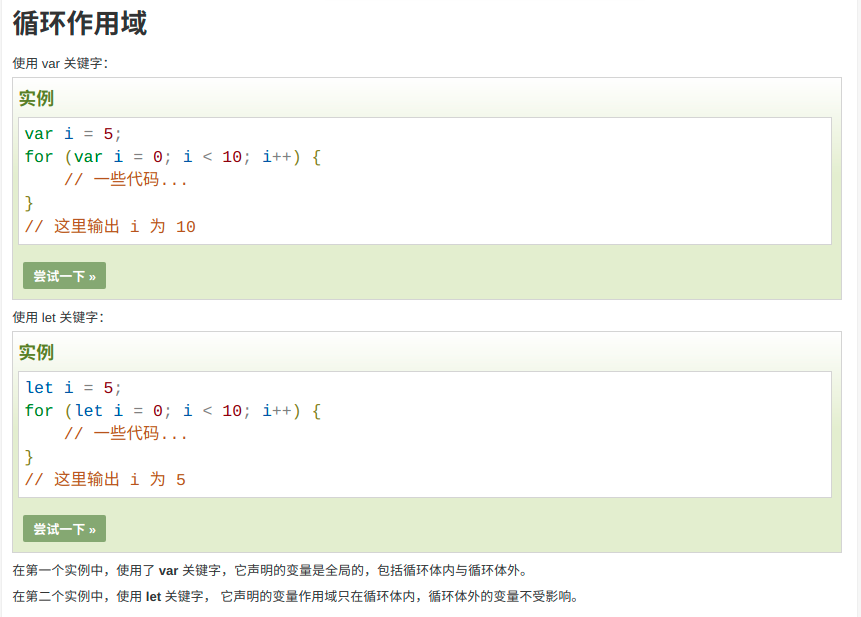 循环作用域
使用 var 关键字：
实例
var i = 5;
for (var i = 0; i < 10; i++) {
    // 一些代码...
}
// 这里输出 i 为 10
尝试一下 »
使用 let 关键字：
实例
let i = 5;
for (let i = 0; i < 10; i++) {
    // 一些代码...
}
// 这里输出 i 为 5
尝试一下 »
在第一个实例中，使用了 var 关键字，它声明的变量是全局的，包括循环体内与循环体外。
在第二个实例中，使用 let 关键字， 它声明的变量作用域只在循环体内，循环体外的变量不受影响。